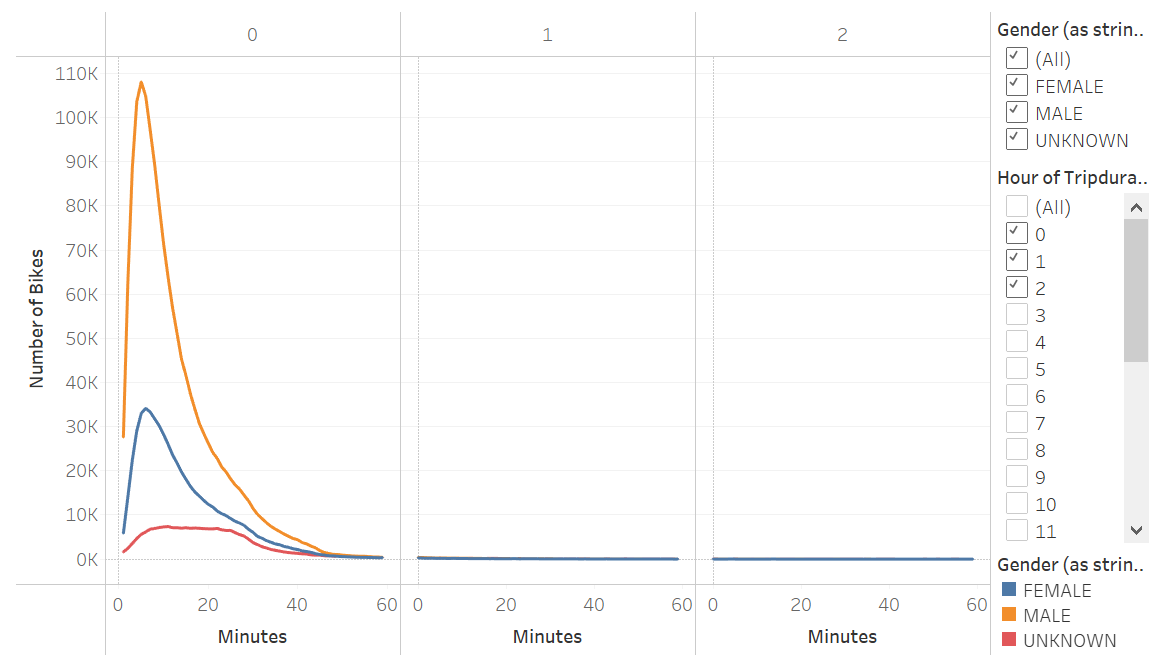 0 1 2
110K
100K
90K
80K
70K
60K
50K
40K
30K
20K
10K
0K
Number of Bikes
0 20 40 60 0 20 40 60 0 20 40 60
Minutes Minutes Minutes
Gender (as strin..
(All)
FEMALE
MALE
UNKNOWN
Hour of Tripdura..
(All)
0
1
2
3
4
5
6
7
8
9
10
11
Gender (as strin..
FEMALE
MALE
UNKNOWN